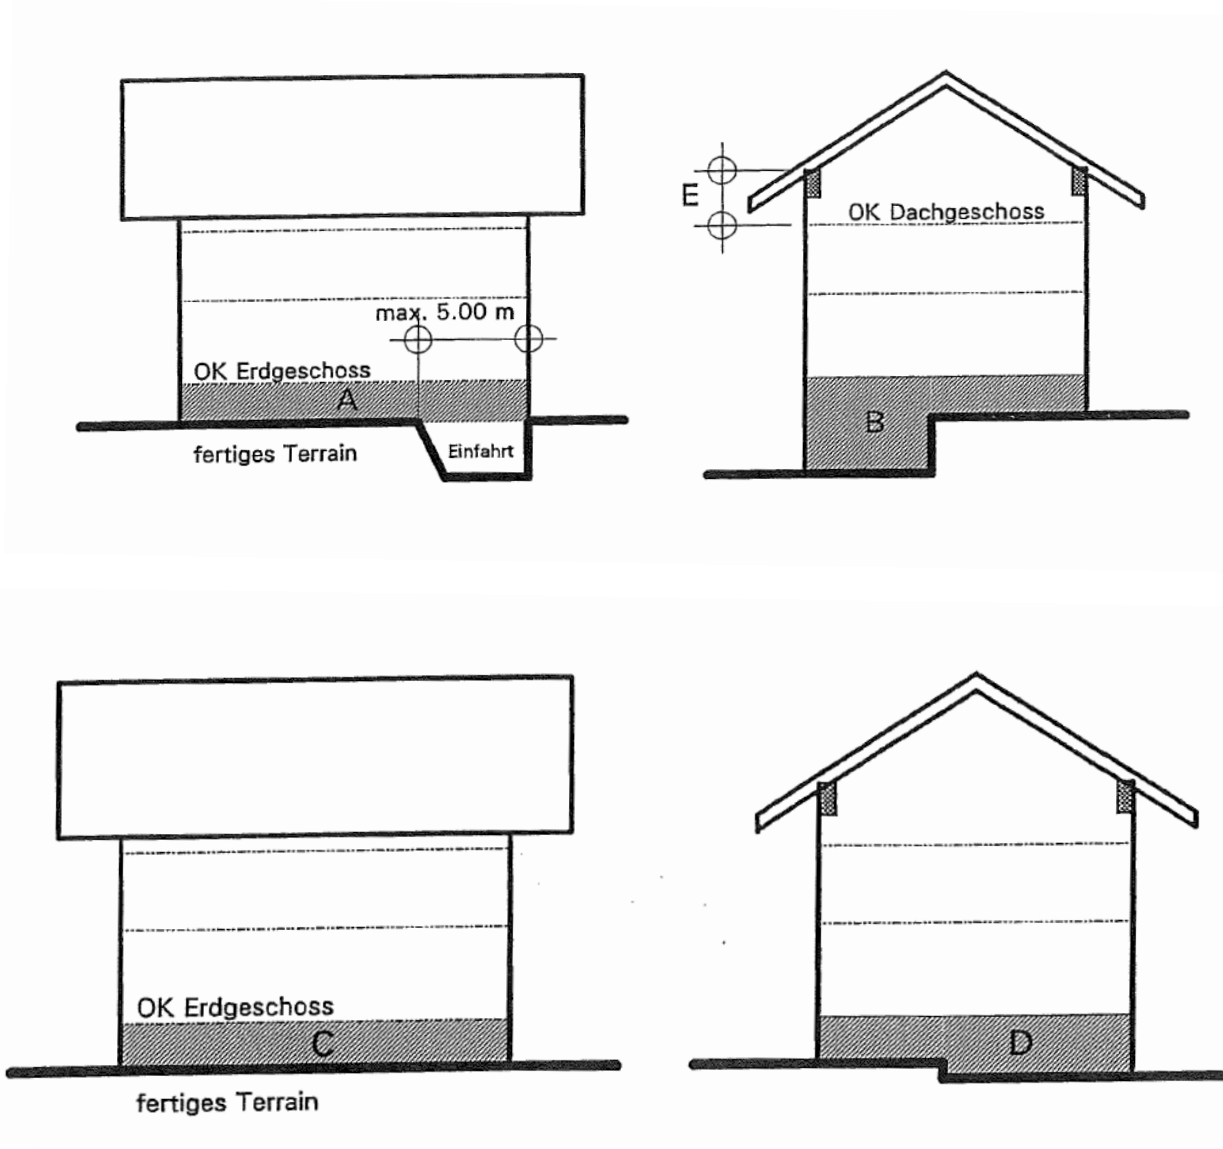 E
OK Dachgeschoss
max. 5.00 m
OK Erdgeschoss
A
B
fertiges Terrain
Einfahrt
OK Erdgeschoss
C
D
fertiges Terrain